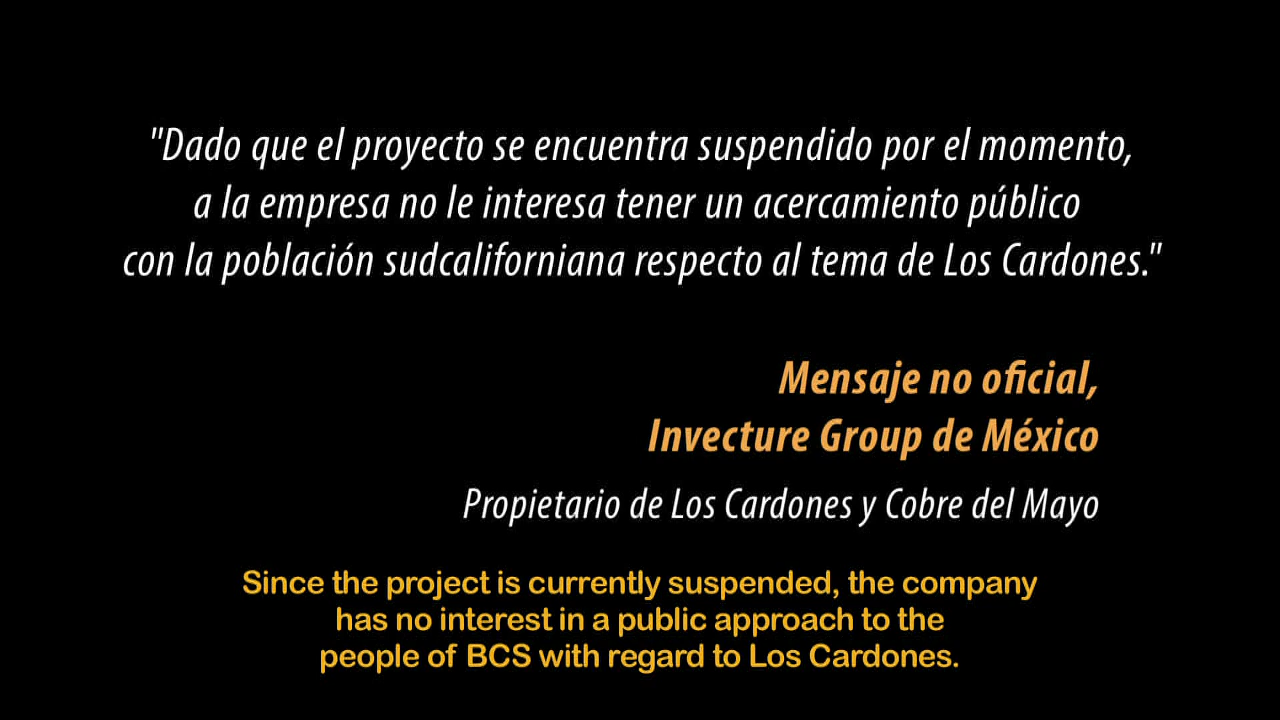 "Dado que el proyecto se encuentra suspendido por el momento,
a la empresa no le interesa tener un acercamiento público
con la población sudcaliforniana respecto al tema de Los Cardones."
Mensaje no oficial,
Invecture Group de México
Propietario de Los Cardones y Cobre del Mayo
Since the project is currently suspended, the company
has no interest in a public approach to the
people of BCS with regard to Los Cardones.